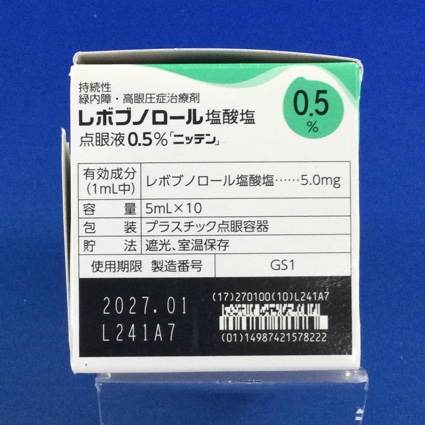 持続性
緑内障・高眼圧症治療剤
レボブノロール塩酸塩
点眼液0.5%「ニッテン」
0.5
%
有効成分
(1mL中)
レボブノロール塩酸塩……5.0mg
容 量 5mL×10
包 装 プラスチック点眼容器
貯 法 遮光、室温保存
使用期限 製造番号 GS1
2027.01
L241A7
(17)270100(10)L241A7
(01)14987421578222